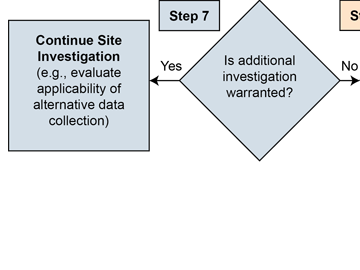 Step 7
Continue Site
Investigation
(e.g., evaluate
applicability of
alternative data
collection)
Yes
Is additional
investigation
warranted?
No